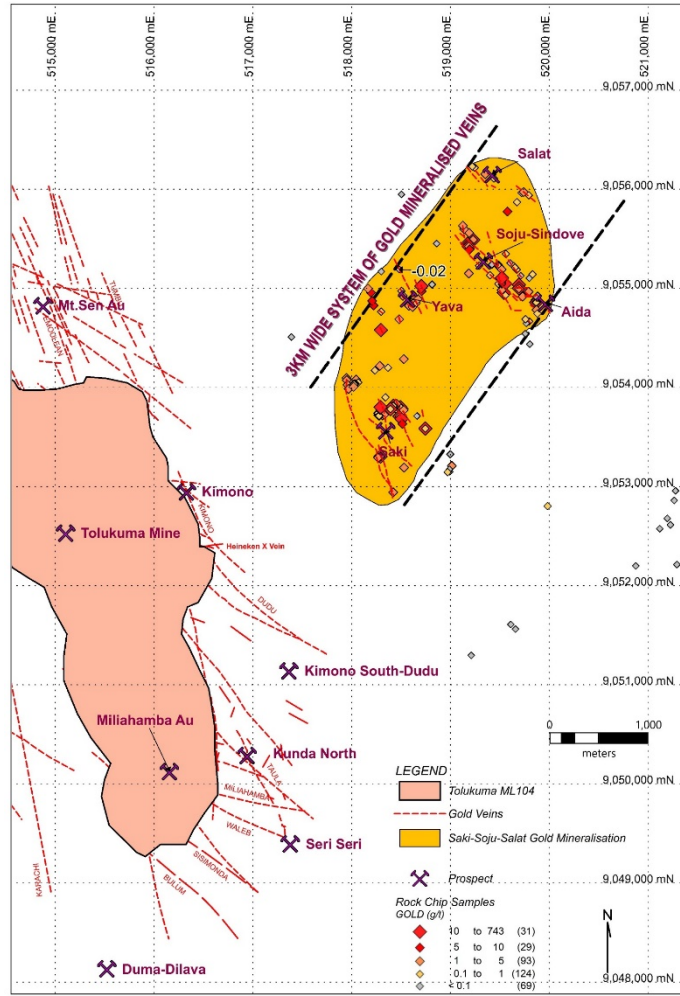 515,000 mE
516,000 mE
517,000 mE
518,000 mE
519,000 mE
520,000 mE
521,000 mE
9,057,000 mN
3KM WIDE SYSTEM OF GOLD MINERALISED VEINS
Salat
9,056,000 mN
Soju-Sindove
-0.02
9,055,000 mN
Mt.Sen Au
Yava
Aida
9,054,000 mN
Saki
9,053,000 mN
Kimono
KIMONO
Tolukuma Mine
Heineken X Vein
9,052,000 mN
DUDU
Kimono South-Dudu
9,051,000 mN
Miliahamba Au
Kunda North
TAULA
0
1,000
meters
9,050,000 mN
MILIAHAMBA
WALEB
Seri Seri
SISIMONDA
BULUM
KARACHI
9,049,000 mN
Duma-Dilava
9,048,000 mN
LEGEND
Tolukuma ML104
Gold Veins
Saki-Soju-Salat Gold Mineralisation
Prospect
Rock Chip Samples
GOLD (g/t)
10 to 743 (31)
5 to 10 (29)
1 to 5 (93)
0.1 to 1 (124)
< 0.1 (69)
N